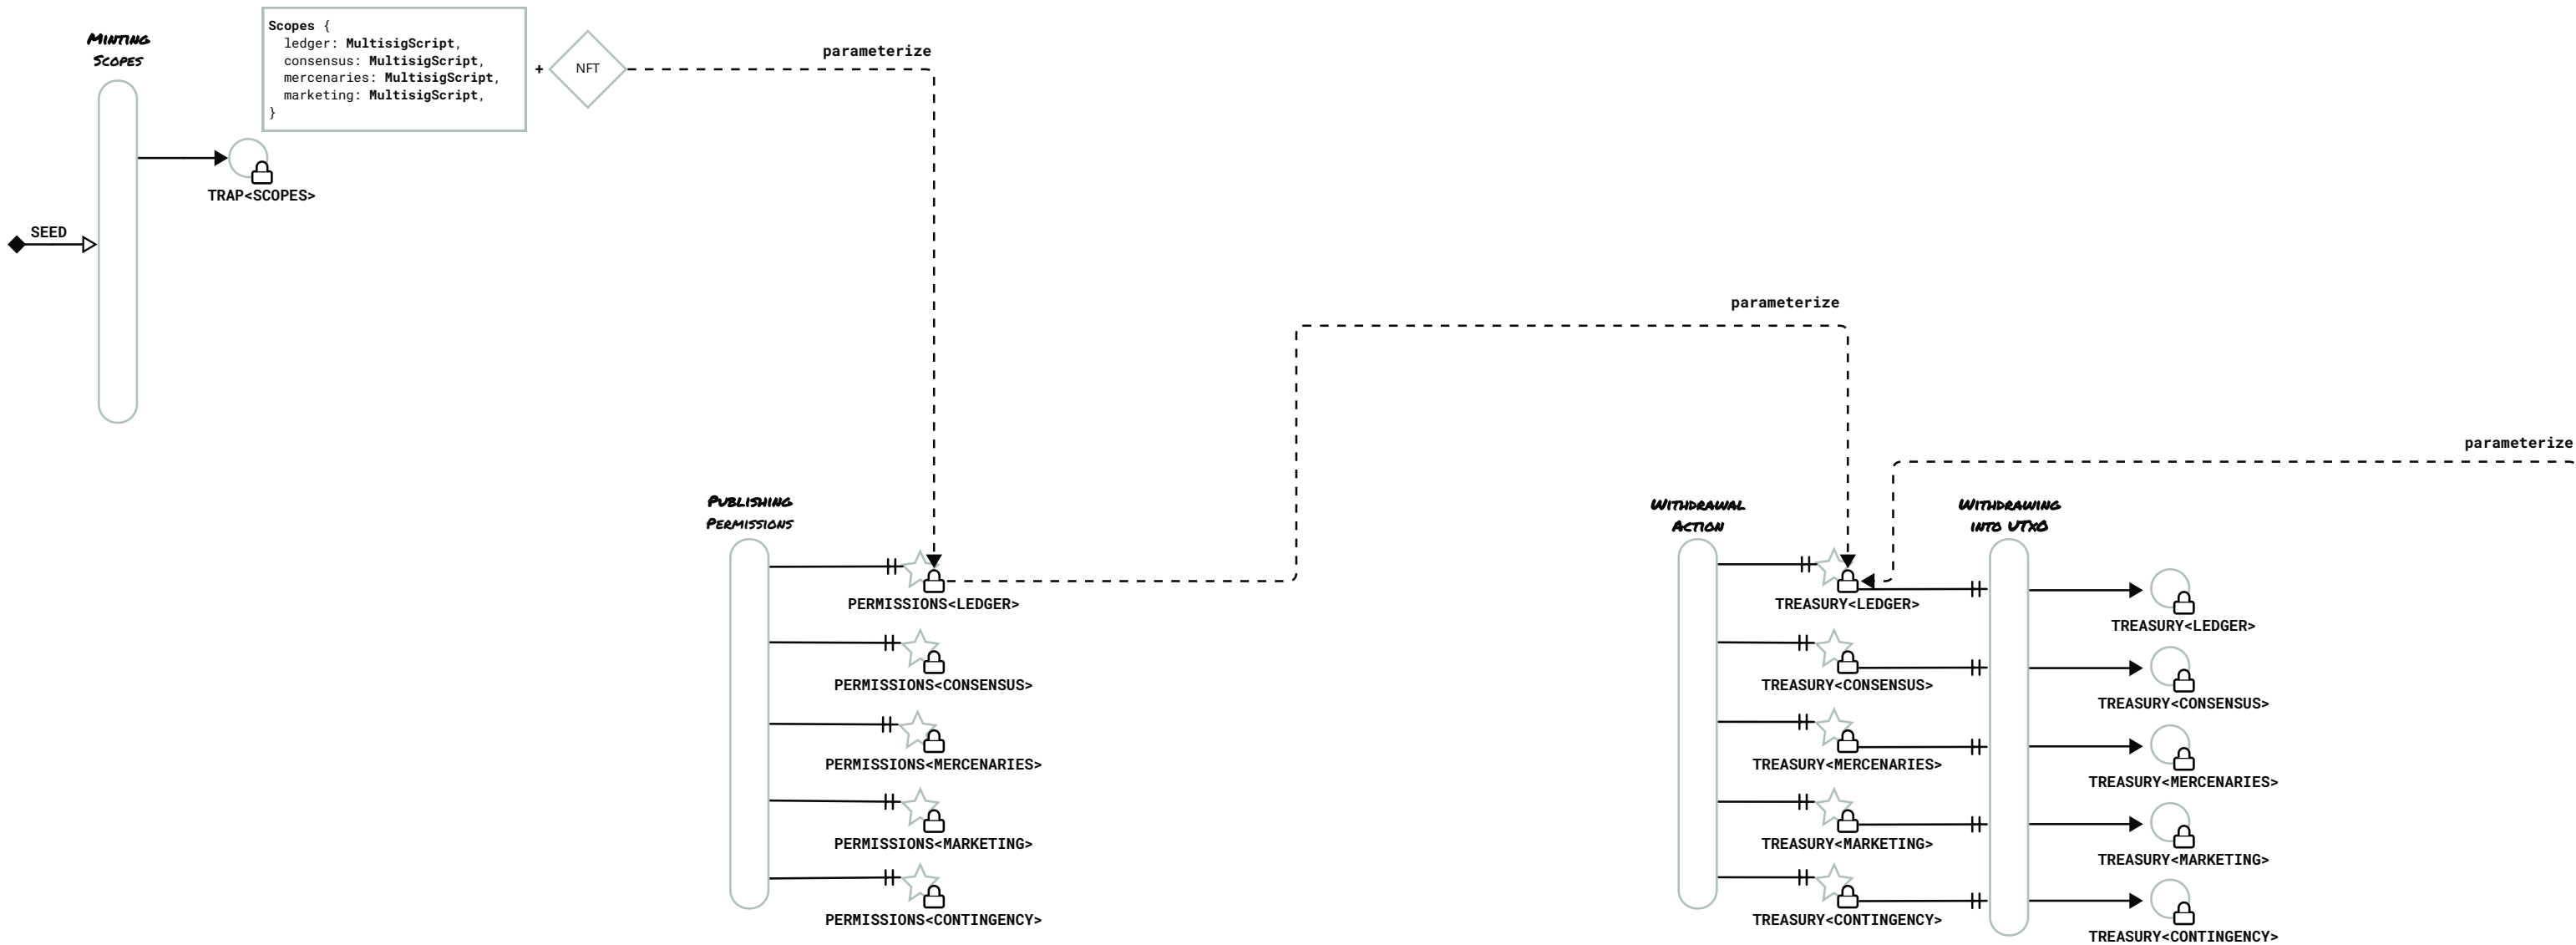 Minting
Scopes
Scopes {
  ledger: MultisigScript,
  consensus: MultisigScript,
  mercenaries: MultisigScript,
  marketing: MultisigScript,
}
+
NFT
parameterize
TRAP<SCOPES>
SEED
parameterize
parameterize
Publishing
Permissions
PERMISSIONS<LEDGER>
PERMISSIONS<CONSENSUS>
PERMISSIONS<MERCENARIES>
PERMISSIONS<MARKETING>
PERMISSIONS<CONTINGENCY>
Withdrawal
Action
TREASURY<LEDGER>
TREASURY<CONSENSUS>
TREASURY<MERCENARIES>
TREASURY<MARKETING>
TREASURY<CONTINGENCY>
Withdrawing
into UTxO
TREASURY<LEDGER>
TREASURY<CONSENSUS>
TREASURY<MERCENARIES>
TREASURY<MARKETING>
TREASURY<CONTINGENCY>